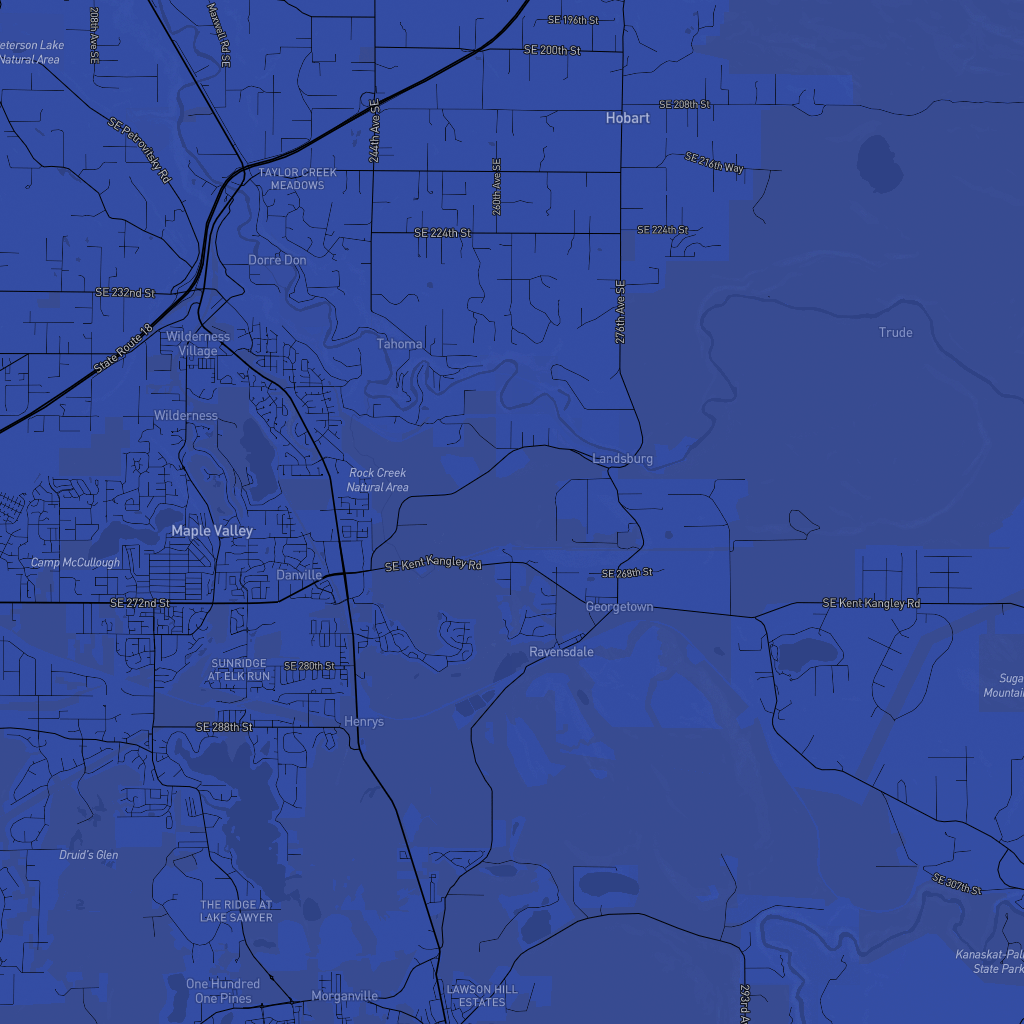 SE 196th St
208th Ave SE
Maxwell Rd SE
eterson Lake
Natural Area
SE 200th St
SE 208th St
Hobart
SE Petrovitsky Rd
244th Ave SE
SE 216th Way
TAYLOR CREEK
MEADOWS
260th Ave SE
SE 224th St
SE 224th St
Dorre Don
SE 232nd St
276th Ave SE
State Route 18
Wilderness
Village
Tahoma
Trude
Wilderness
Landsburg
Rock Creek
Natural Area
Maple Valley
Camp McCullough
SE Kent Kangley Rd
Danville
SE 268th St
SE 272nd St
Georgetown
SE Kent Kangley Rd
Ravensdale
SUNRIDGE
AT ELK RUN
SE 280th St
Suga
Mountain
SE 288th St
Henrys
Druid's Glen
SE 307th St
THE RIDGE AT
LAKE SAWYER
Kanaskat-Pal
State Park
One Hundred
One Pines
Morganville
LAWSON HILL
ESTATES
293rd A